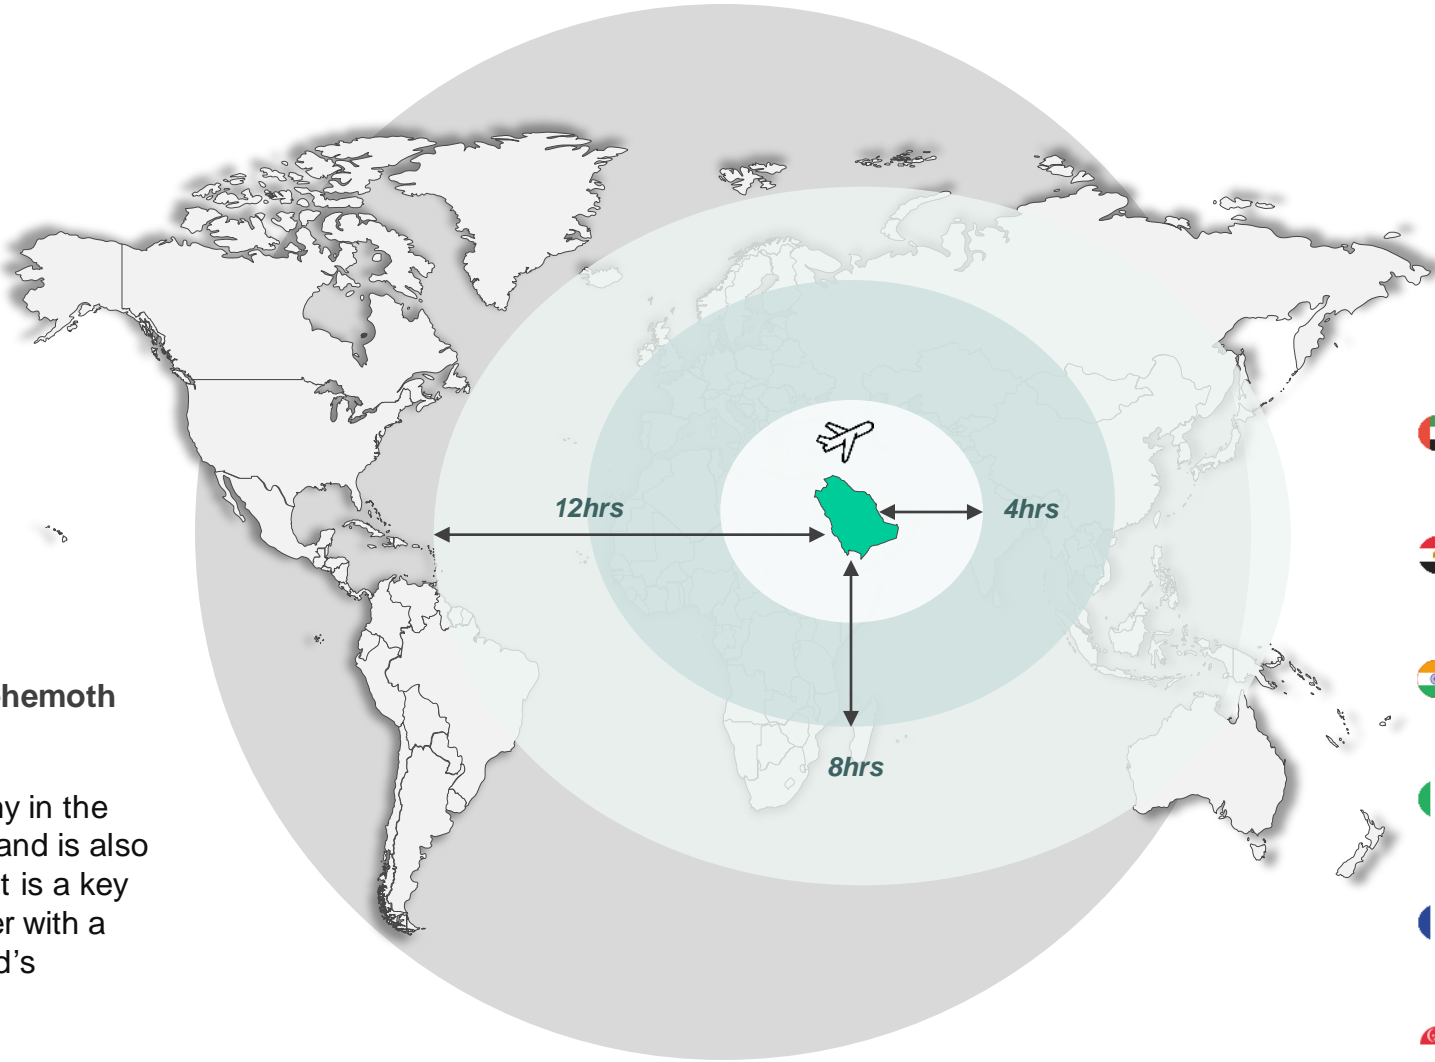 12hrs
4hrs
8hrs
hemoth
y in the
and is also
t is a key
er with a
d's